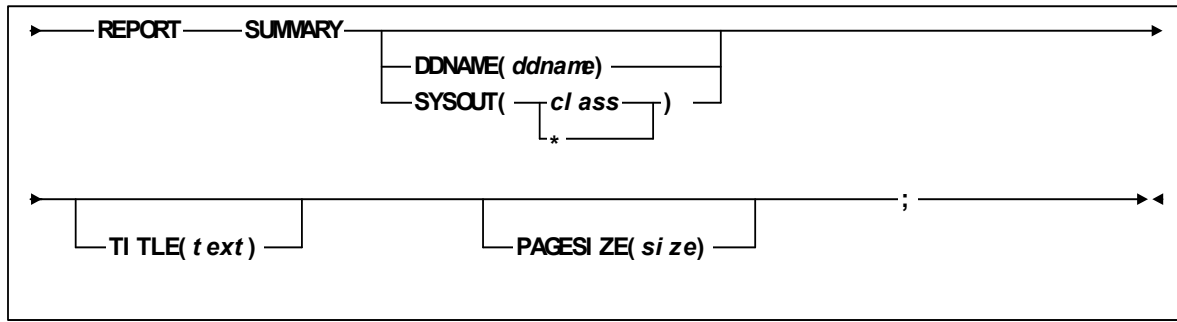 REPORT SUMMARY
DDNAME(ddname)
SYSOUT( class )
*
TITLE(text) PAGESIZE(size) ;